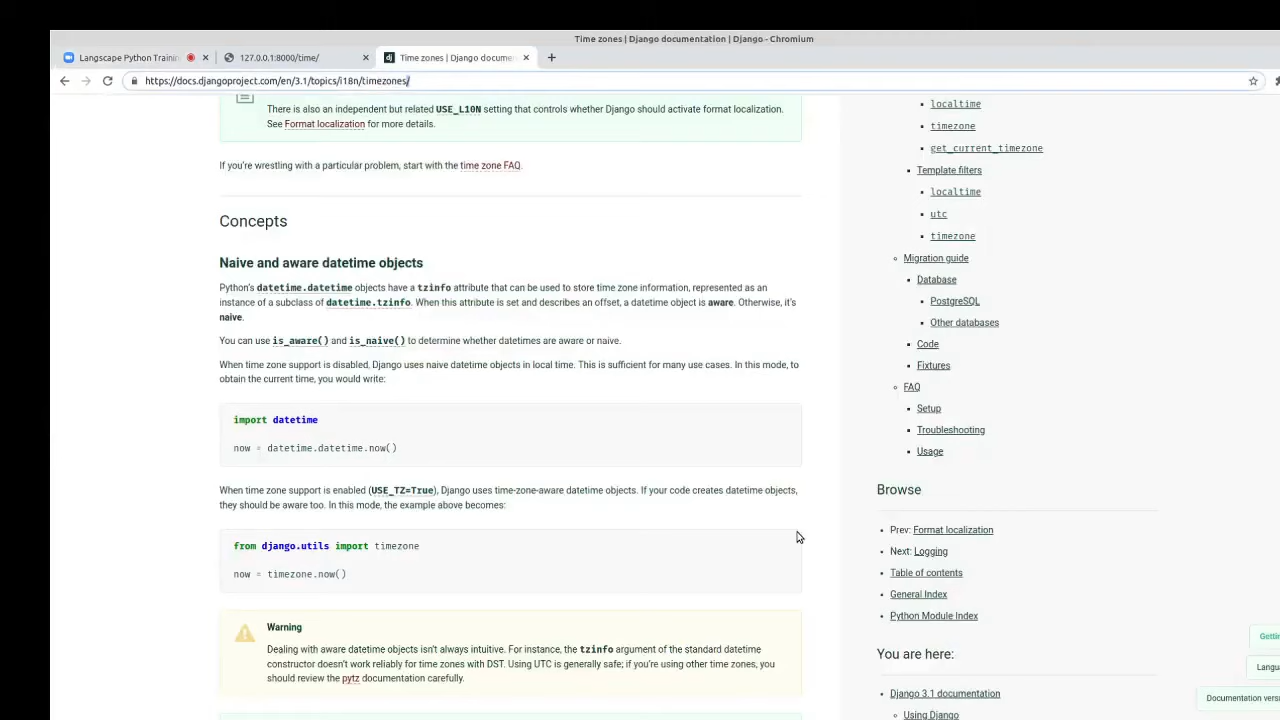 Time zones | Django documentation | Django - Chromium
Langscape Python Trainin
127.0.0.1:8000/time/
dj Time zones | Django documen
https://docs.djangoproject.com/en/3.1/topics/i18n/timezones/
There is also an independent but related USE_L10N setting that controls whether Django should activate format localization.
See Format localization for more details.
If you're wrestling with a particular problem, start with the time zone FAQ.
Concepts
Naive and aware datetime objects
Python's datetime.datetime objects have a tzinfo attribute that can be used to store time zone information, represented as an
instance of a subclass of datetime.tzinfo. When this attribute is set and describes an offset, a datetime object is aware. Otherwise, it's
naive.
You can use is_aware() and is_naive() to determine whether datetimes are aware or naive.
When time zone support is disabled, Django uses naive datetime objects in local time. This is sufficient for many use cases. In this mode, to
obtain the current time, you would write:
import datetime
now = datetime.datetime.now()
When time zone support is enabled (USE_TZ=True), Django uses time-zone-aware datetime objects. If your code creates datetime objects,
they should be aware too. In this mode, the example above becomes:
from django.utils import timezone
now = timezone.now()
Warning
Dealing with aware datetime objects isn't always intuitive. For instance, the tzinfo argument of the standard datetime
constructor doesn't work reliably for time zones with DST. Using UTC is generally safe; if you're using other time zones, you
should review the pytz documentation carefully.
localtime
timezone
get_current_timezone
Template filters
localtime
utc
timezone
Migration guide
Database
PostgreSQL
Other databases
Code
Fixtures
FAQ
Setup
Troubleshooting
Usage
Browse
Prev: Format localization
Next: Logging
Table of contents
General Index
Python Module Index
You are here:
Django 3.1 documentation
Using Django
Gettin
Langu
Documentation versi